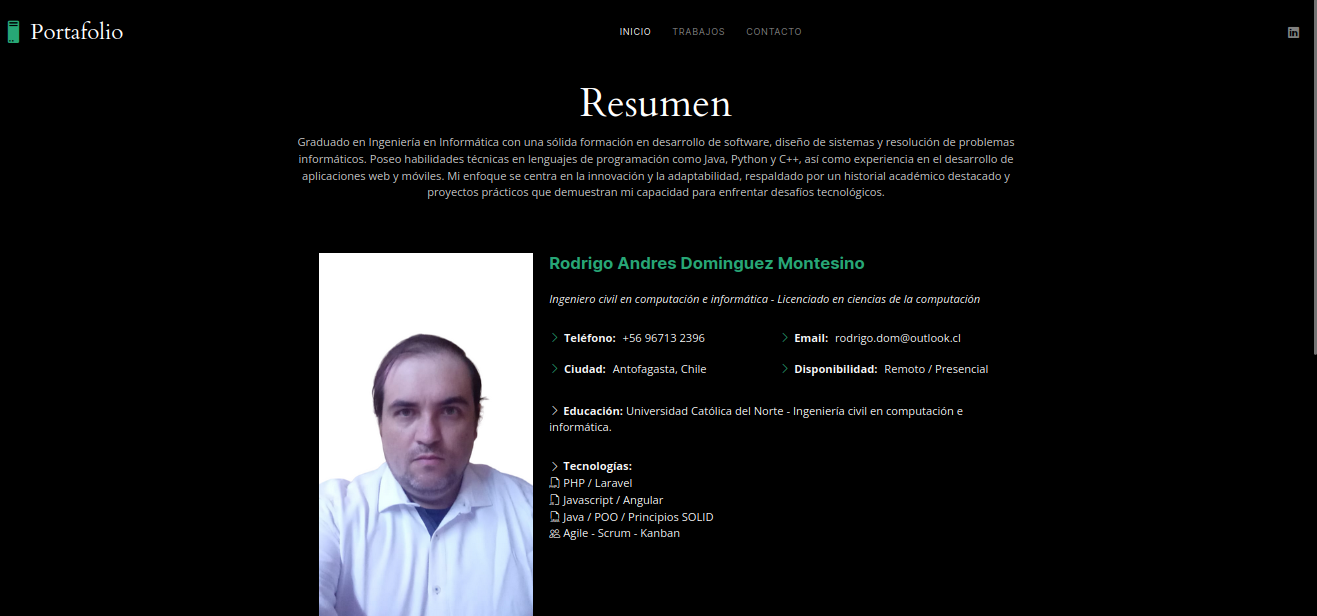 Portafolio
INICIO TRABAJOS CONTACTO
Resumen
Graduado en Ingeniería en Informática con una sólida formación en desarrollo de software, diseño de sistemas y resolución de problemas
informáticos. Poseo habilidades técnicas en lenguajes de programación como Java, Python y C++, así como experiencia en el desarrollo de
aplicaciones web y móviles. Mi enfoque se centra en la innovación y la adaptabilidad, respaldado por un historial académico destacado y
proyectos prácticos que demuestran mi capacidad para enfrentar desafíos tecnológicos.
Rodrigo Andres Dominguez Montesino
Ingeniero civil en computación e informática - Licenciado en ciencias de la computación
Teléfono: +56 96713 2396
Email: rodrigo.dom@outlook.cl
Ciudad: Antofagasta, Chile
Disponibilidad: Remoto / Presencial
Educación: Universidad Católica del Norte - Ingeniería civil en computación e
informática.
Tecnologías:
PHP / Laravel
Javascript / Angular
Java / POO / Principios SOLID
Agile - Scrum - Kanban